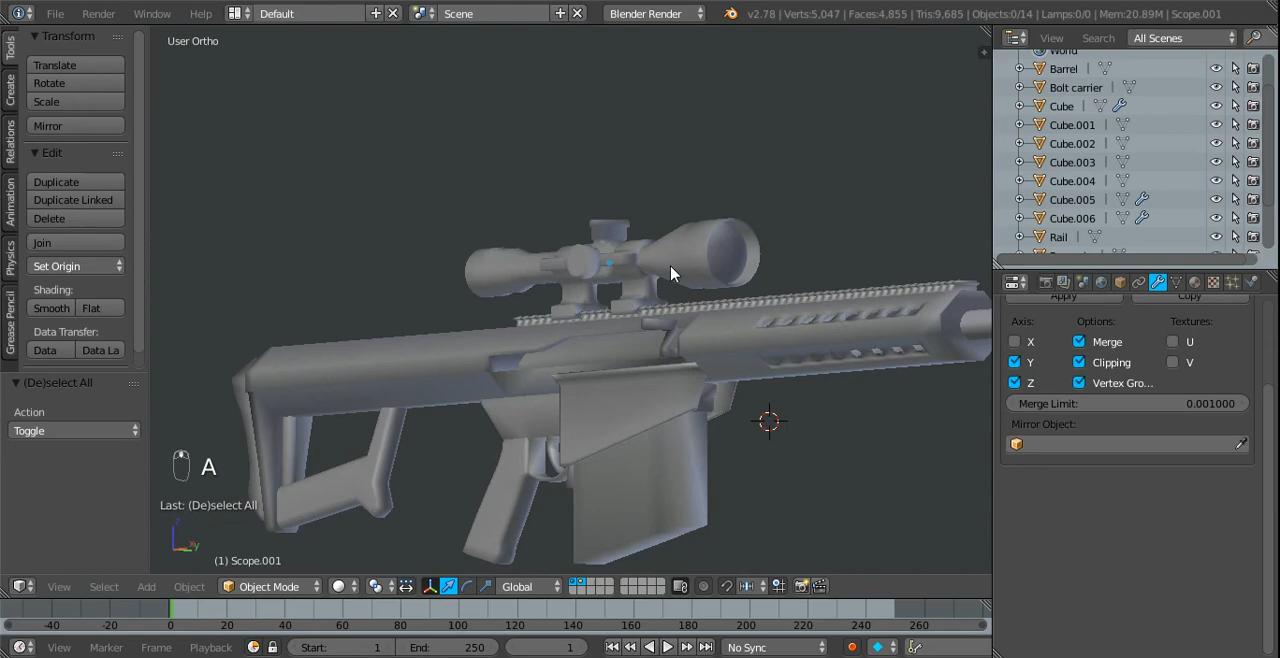 File Render Window Help Default Scene Blender Render v2.78 | Verts:5,047 | Faces:4,855 | Tris:9,685 | Objects:0/14 | Lamps:0/0 | Mem:20.89M | Scope.001
Tools
Create
Relations
Animation
Physics
Grease Pencil
Transform
Translate
Rotate
Scale
Mirror
Edit
Duplicate
Duplicate Linked
Delete
Join
Set Origin
Shading:
Smooth Flat
Data Transfer:
Data Data La
(De)select All
Action
Toggle
User Ortho
A
Last: (De)select All
z
y
(1) Scope.001
View Search All Scenes
World
Barrel
Bolt carrier
Cube
Cube.001
Cube.002
Cube.003
Cube.004
Cube.005
Cube.006
Rail
Apply Copy
Axis: Options: Textures:
X Merge U
Y Clipping V
Z Vertex Gro...
Merge Limit: 0.001000
Mirror Object:
View Select Add Object Object Mode Global
-40 -20 0 20 40 60 80 100 120 140 160 180 200 220 240 260
View Marker Frame Playback Start: 1 End: 250 1 No Sync